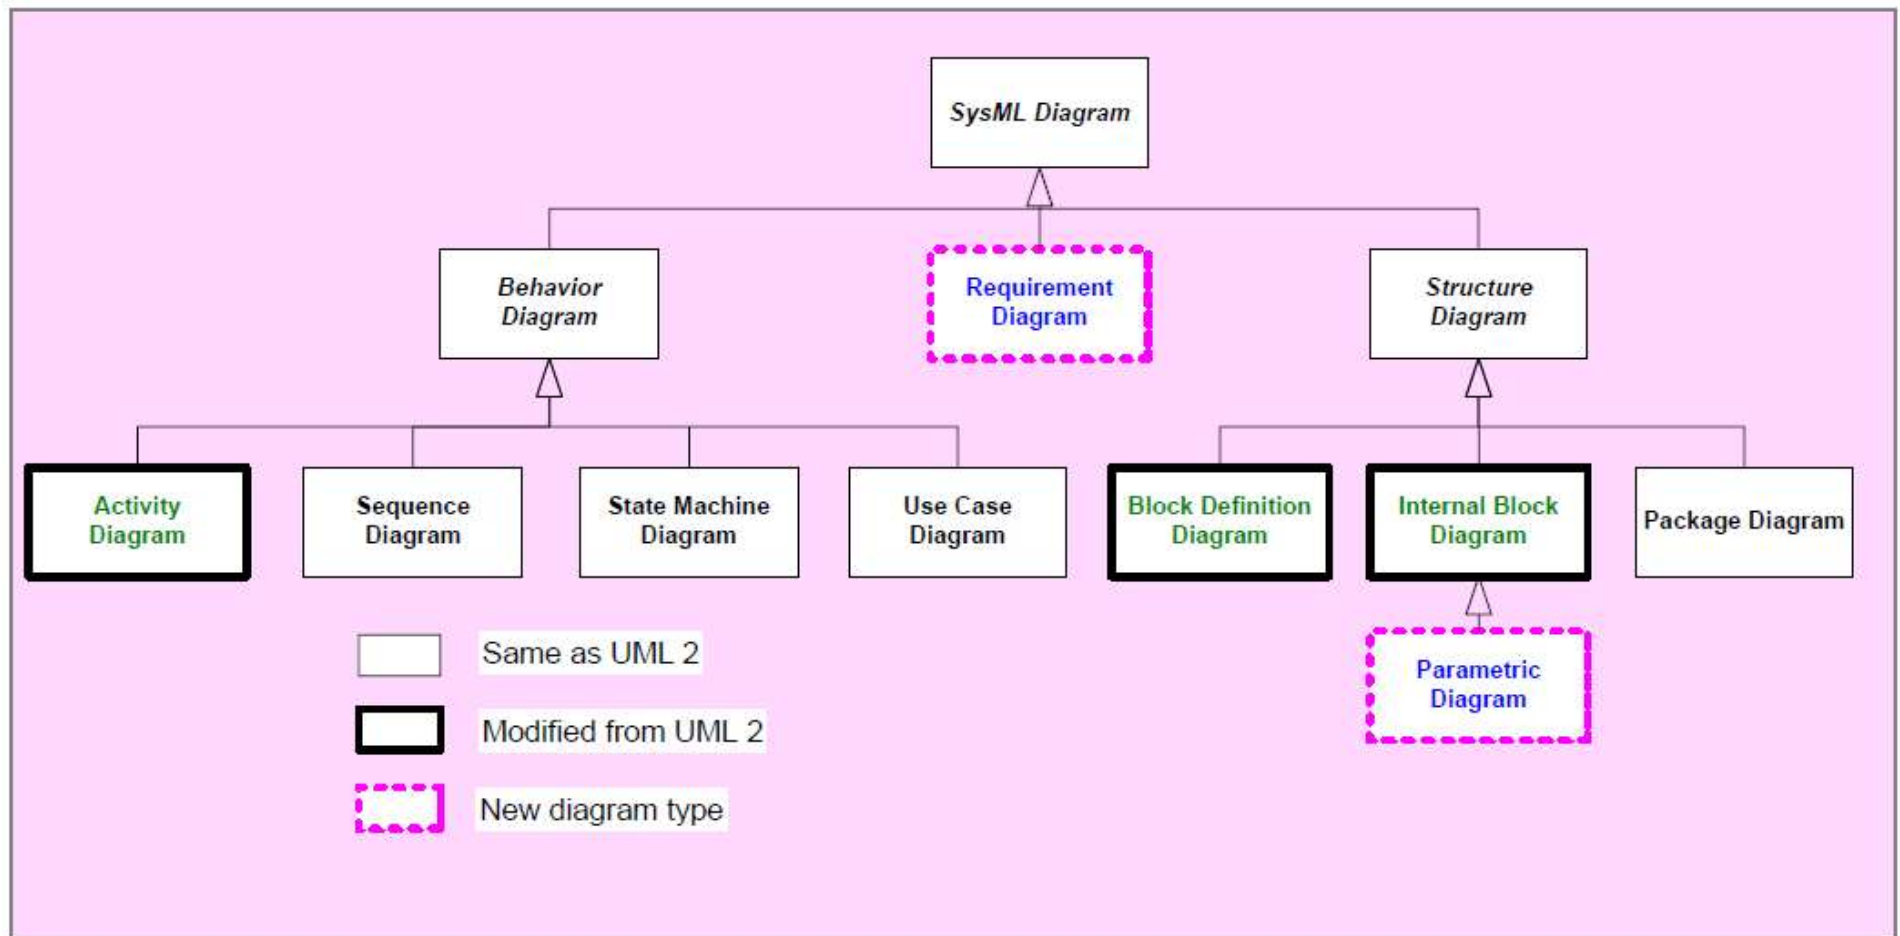 SysML Diagram
Behavior
Diagram
Requirement
Diagram
Structure
Diagram
Activity
Diagram
Sequence
Diagram
State Machine
Diagram
Use Case
Diagram
Block Definition
Diagram
Internal Block
Diagram
Package Diagram
Parametric
Diagram
Same as UML 2
Modified from UML 2
New diagram type